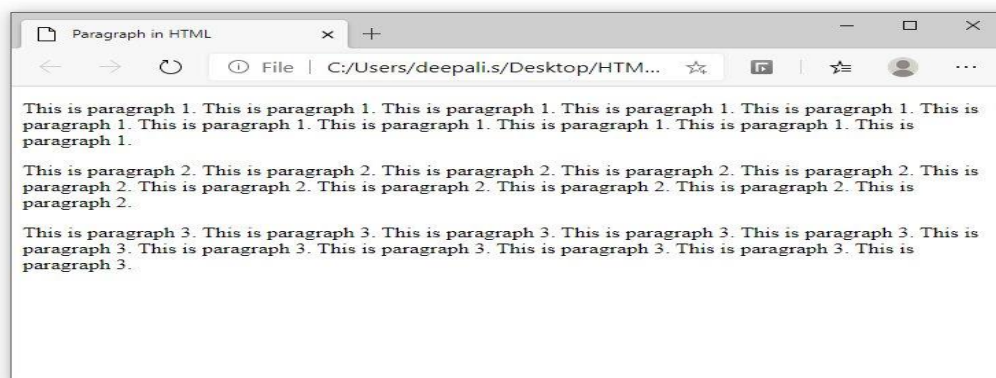 Paragraph in HTML
File | C:/Users/deepali.s/Desktop/HTM...
This is paragraph 1. This is paragraph 1. This is paragraph 1. This is paragraph 1. This is paragraph 1. This is
paragraph 1. This is paragraph 1. This is paragraph 1. This is paragraph 1. This is paragraph 1. This is
paragraph 1.
This is paragraph 2. This is paragraph 2. This is paragraph 2. This is paragraph 2. This is paragraph 2. This is
paragraph 2. This is paragraph 2. This is paragraph 2. This is paragraph 2. This is paragraph 2. This is
paragraph 2.
This is paragraph 3. This is paragraph 3. This is paragraph 3. This is paragraph 3. This is paragraph 3. This is
paragraph 3. This is paragraph 3. This is paragraph 3. This is paragraph 3. This is paragraph 3. This is
paragraph 3.